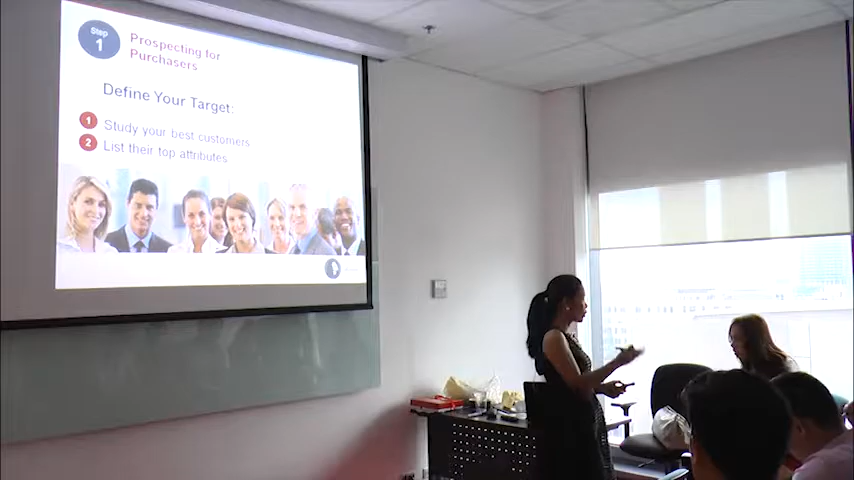 Step
1
Prospecting for
Purchasers
Define Your Target:
1 Study your best customers
2 List their top attributes